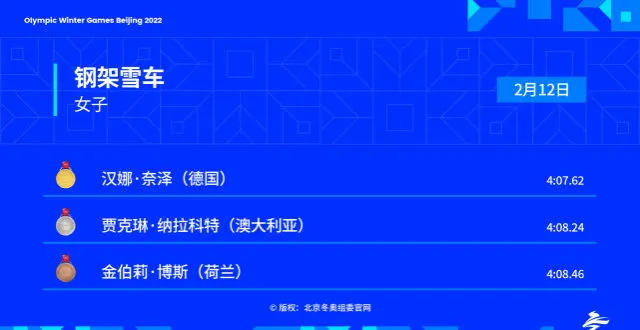 Olympic Winter Games Beijing 2022
钢架雪车
女子
2月12日
汉娜·奈泽（德国） 4:07.62
贾克琳·纳拉科特（澳大利亚） 4:08.24
金伯莉·博斯（荷兰） 4:08.46
© 版权：北京冬奥组委官网